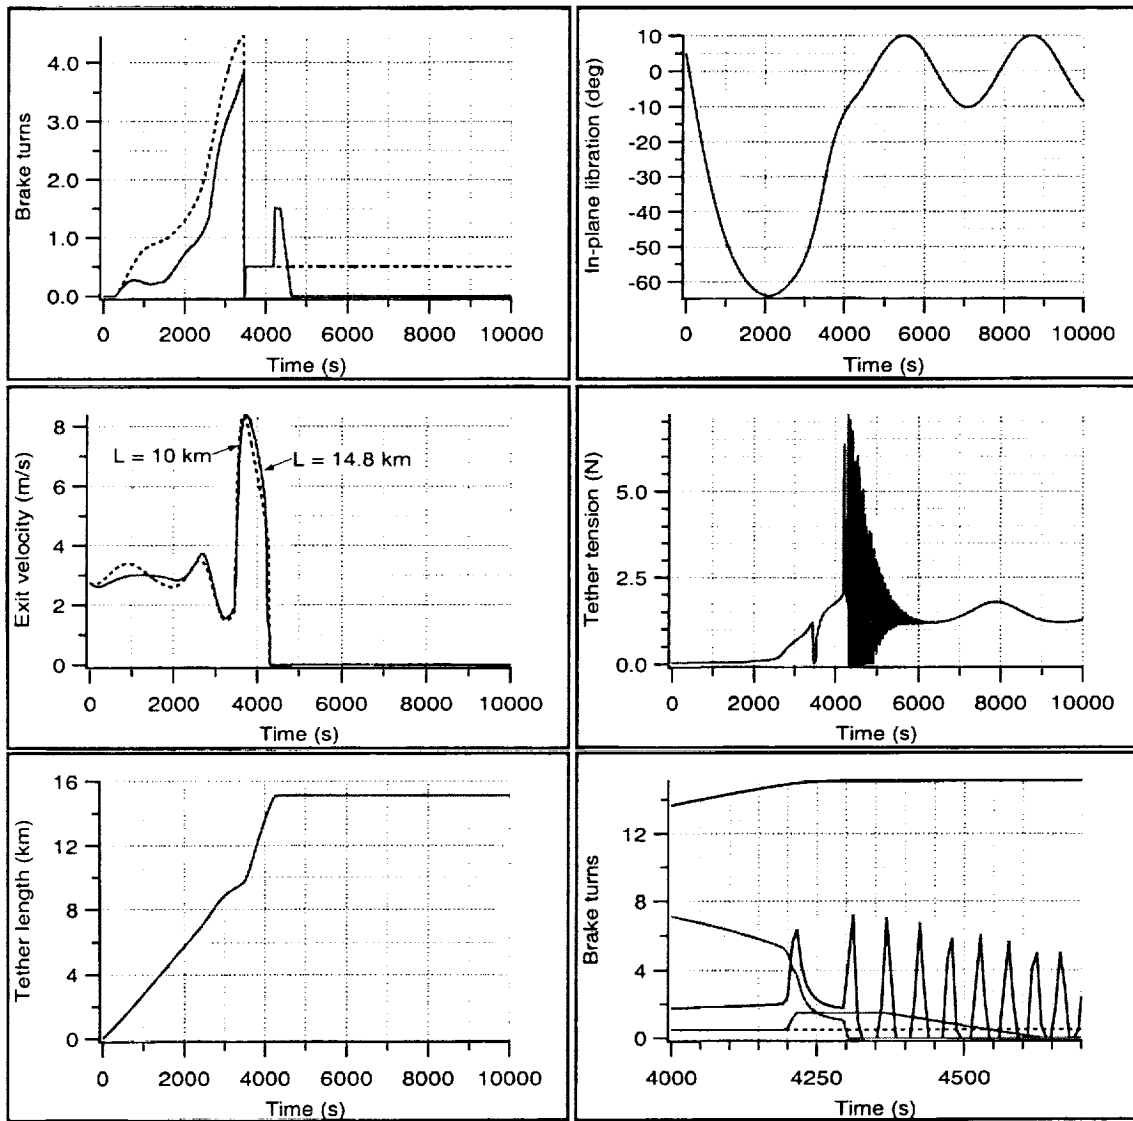 Brake turns
4.0
3.0
2.0
1.0
0.0
0 2000 4000 6000 8000 10000
Time (s)
In-plane libration (deg)
10
0
-10
-20
-30
-40
-50
-60
0 2000 4000 6000 8000 10000
Time (s)
Exit velocity (m/s)
8
6
4
2
0
L = 10 km
L = 14.8 km
0 2000 4000 6000 8000 10000
Time (s)
Tether tension (N)
5.0
2.5
0.0
0 2000 4000 6000 8000 10000
Time (s)
Tether length (km)
16
12
8
4
0
0 2000 4000 6000 8000 10000
Time (s)
Brake turns
12
8
4
0
4000 4250 4500
Time (s)